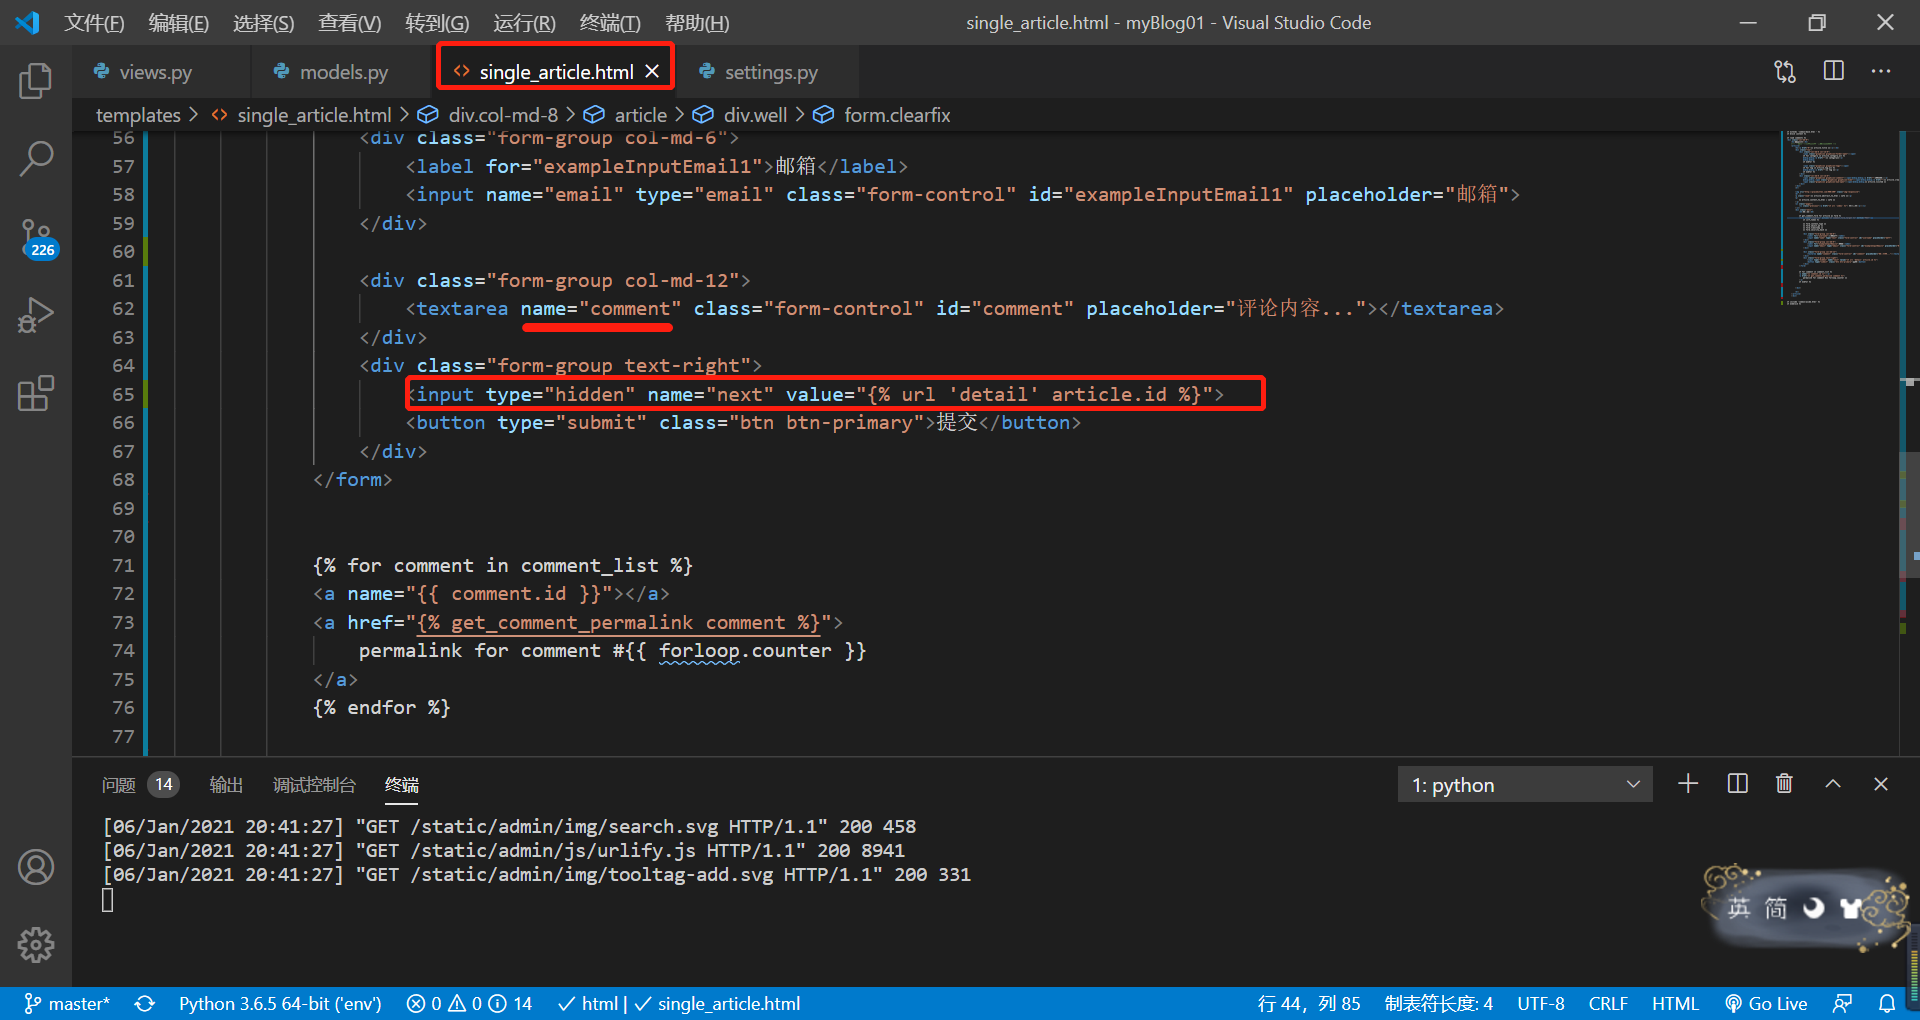 文件(F) 编辑(E) 选择(S) 查看(V) 转到(G) 运行(R) 终端(T) 帮助(H) single_article.html - myBlog01 - Visual Studio Code
views.py models.py <> single_article.html settings.py
templates > <> single_article.html > div.col-md-8 > article > div.well > form.clearfix
56 <div class="form-group col-md-6">
57 <label for="exampleInputEmail1">邮箱</label>
58 <input name="email" type="email" class="form-control" id="exampleInputEmail1" placeholder="邮箱">
59 </div>
60
61 <div class="form-group col-md-12">
62 <textarea name="comment" class="form-control" id="comment" placeholder="评论内容..."></textarea>
63 </div>
64 <div class="form-group text-right">
65 <input type="hidden" name="next" value="{% url 'detail' article.id %}">
66 <button type="submit" class="btn btn-primary">提交</button>
67 </div>
68 </form>
69
70
71 {% for comment in comment_list %}
72 <a name="{{ comment.id }}"></a>
73 <a href="{% get_comment_permalink comment %}">
74 permalink for comment #{{ forloop.counter }}
75 </a>
76 {% endfor %}
77
226
问题 14 输出 调试控制台 终端 1: python
[06/Jan/2021 20:41:27] "GET /static/admin/img/search.svg HTTP/1.1" 200 458
[06/Jan/2021 20:41:27] "GET /static/admin/js/urlify.js HTTP/1.1" 200 8941
[06/Jan/2021 20:41:27] "GET /static/admin/img/tooltag-add.svg HTTP/1.1" 200 331
英 简
master* Python 3.6.5 64-bit ('env') 0 0 14 html | single_article.html 行 44，列 85 制表符长度: 4 UTF-8 CRLF HTML Go Live